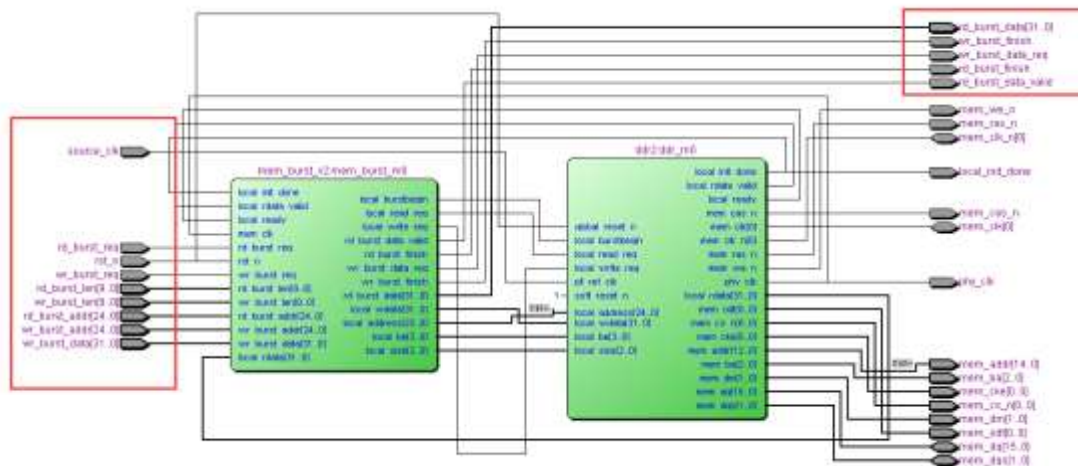 rd_burst_data[31..0]
wr_burst_finish
wr_burst_data_req
rd_burst_finish
rd_burst_data_valid
mem_we_n
mem_ras_n
mem_clk_n[0]
local_init_done
mem_cas_n
mem_clk[0]
phy_clk
mem_addr[14..0]
mem_ba[2..0]
mem_cke[0..0]
mem_cs_n[0..0]
mem_dm[1..0]
mem_odt[0..0]
mem_dq[15..0]
mem_dqs[1..0]
source_clk
rd_burst_req
rst_n
wr_burst_req
rd_burst_len[9..0]
wr_burst_len[9..0]
rd_burst_addr[24..0]
wr_burst_addr[24..0]
wr_burst_data[31..0]
mem_burst_v2:mem_burst_m0
local_init_done
local_rdata_valid
local_ready
mem_clk
rd_burst_req
rst_n
wr_burst_req
rd_burst_len[9..0]
wr_burst_len[9..0]
rd_burst_addr[24..0]
wr_burst_addr[24..0]
wr_burst_data[31..0]
local_rdata[31..0]
local_burstbegin
local_read_req
local_write_req
rd_burst_data_valid
rd_burst_finish
wr_burst_data_req
wr_burst_finish
rd_burst_data[31..0]
local_wdata[31..0]
local_address[23..0]
local_be[3..0]
local_size[2..0]
ddr2:ddr_m0
global_reset_n
local_burstbegin
local_read_req
local_write_req
pll_ref_clk
soft_reset_n
local_address[24..0]
local_wdata[31..0]
local_be[3..0]
local_size[2..0]
local_init_done
local_rdata_valid
local_ready
mem_cas_n
mem_clk[0]
mem_clk_n[0]
mem_ras_n
mem_we_n
phy_clk
local_rdata[31..0]
mem_odt[0..0]
mem_cs_n[0..0]
mem_cke[0..0]
mem_addr[12..0]
mem_ba[2..0]
mem_dm[1..0]
mem_dq[15..0]
mem_dqs[1..0]